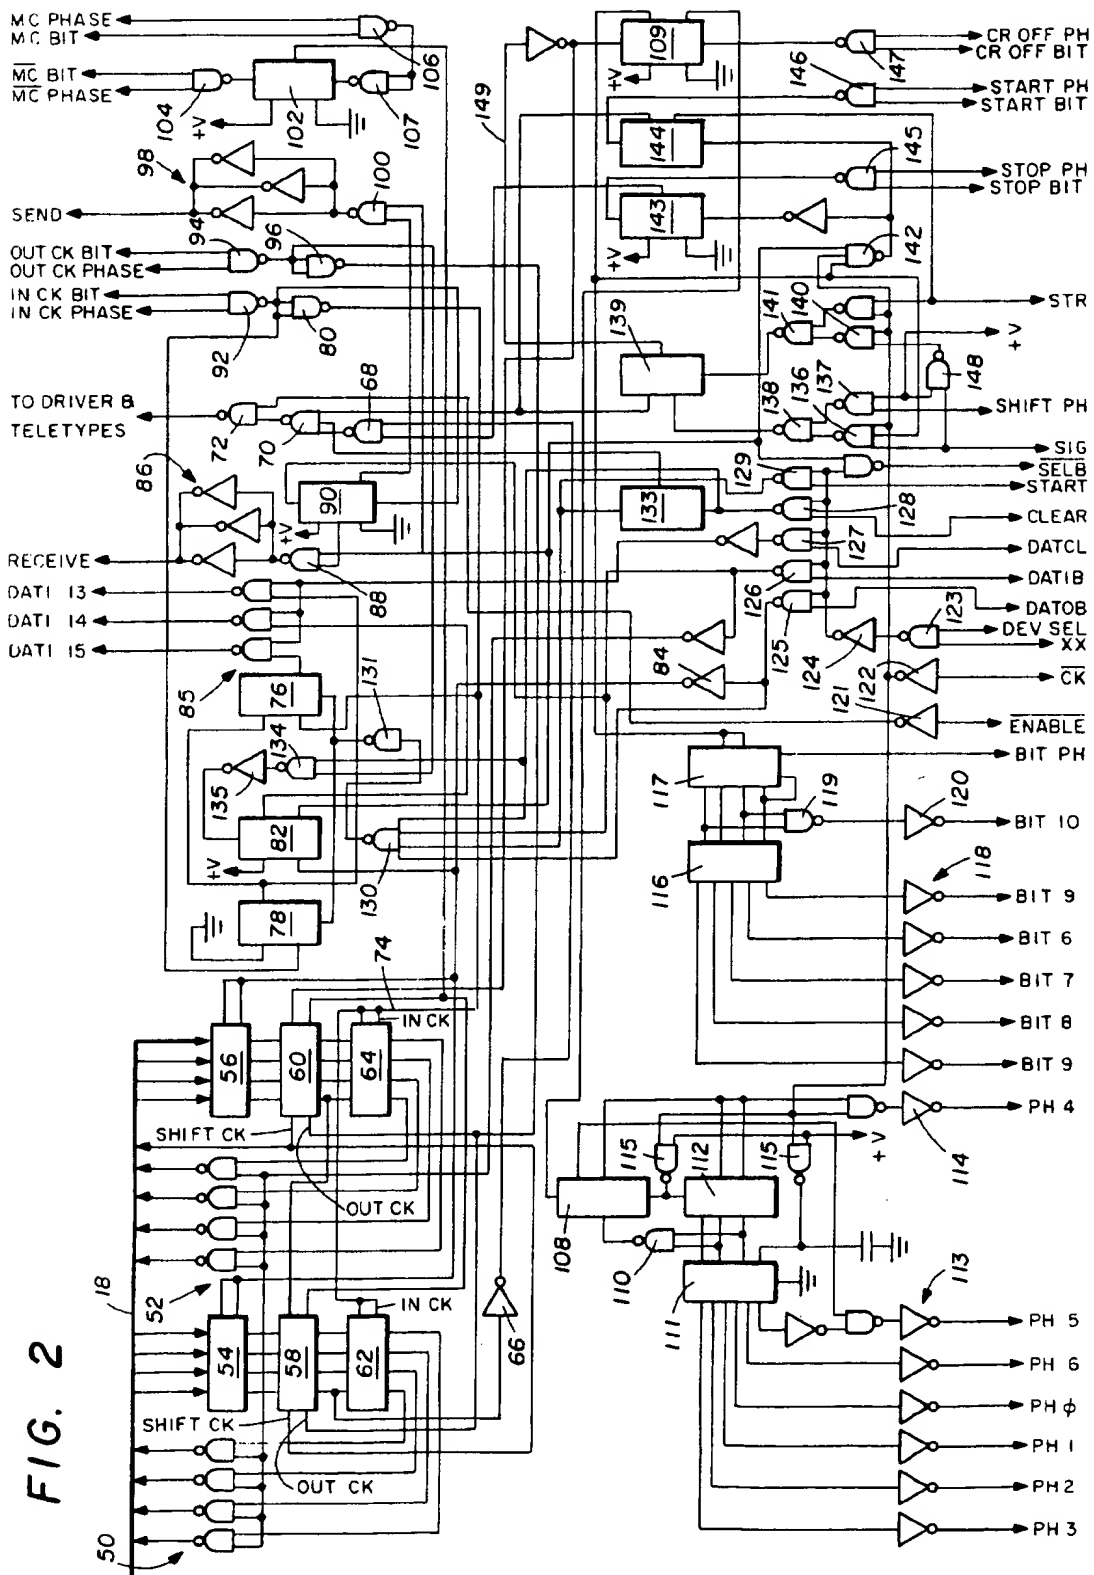 MC PHASE
MC BIT
M̅C̅ BIT
M̅C̅ PHASE
104
+V
102
107
106
98
100
SEND
94
96
OUT CK BIT
OUT CK PHASE
IN CK BIT
IN CK PHASE
92
80
TO DRIVER &
TELETYPES
72
70
68
86
90
+V
RECEIVE
88
DATI 13
DATI 14
DATI 15
85
76
131
134
135
82
+V
130
78
74
IN CK
56
60
64
SHIFT CK
OUT CK
18
52
IN CK
54
58
62
66
SHIFT CK
OUT CK
50
FIG. 2
149
109
+V
147
CR OFF PH
CR OFF BIT
146
START PH
START BIT
144
145
STOP PH
STOP BIT
143
+V
142
139
141
140
STR
+V
148
138
136
137
SHIFT PH
SIG
S̅E̅L̅B̅
129
START
133
128
CLEAR
127
DATCL
126
DATIB
125
DATOB
84
124
123
DEV SEL
XX
122
C̅K̅
121
E̅N̅A̅B̅L̅E̅
BIT PH
117
119
120
BIT 10
116
118
BIT 9
BIT 6
BIT 7
BIT 8
BIT 9
PH 4
114
115
112
115
+V
108
110
111
113
PH 5
PH 6
PH ϕ
PH 1
PH 2
PH 3